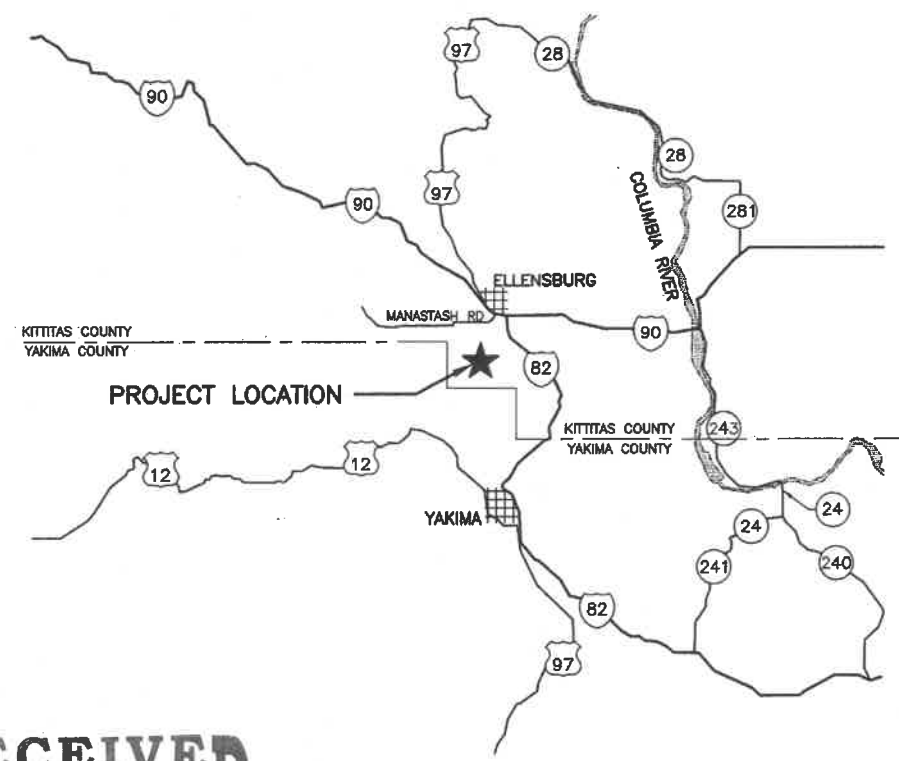 97
28
90
28
97
90
281
COLUMBIA RIVER
ELLENSBURG
MANASTASH RD
KITTITAS COUNTY
YAKIMA COUNTY
90
82
PROJECT LOCATION
KITTITAS COUNTY
YAKIMA COUNTY
243
12
12
YAKIMA
24
24
241
240
82
97